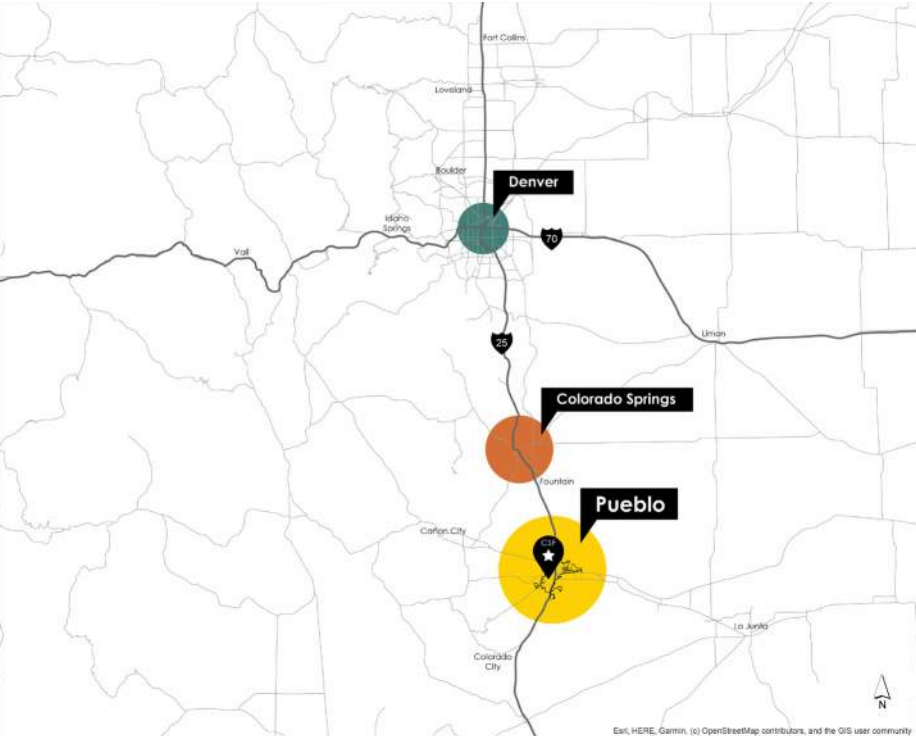 Fort Collins
Loveland
Boulder
Denver
Idaho
Springs
70
Vail
25
Limon
Colorado Springs
Fountain
Pueblo
Cañon City
CSP
La Junta
Colorado
City
N
Esri, HERE, Garmin, (c) OpenStreetMap contributors, and the GIS user community